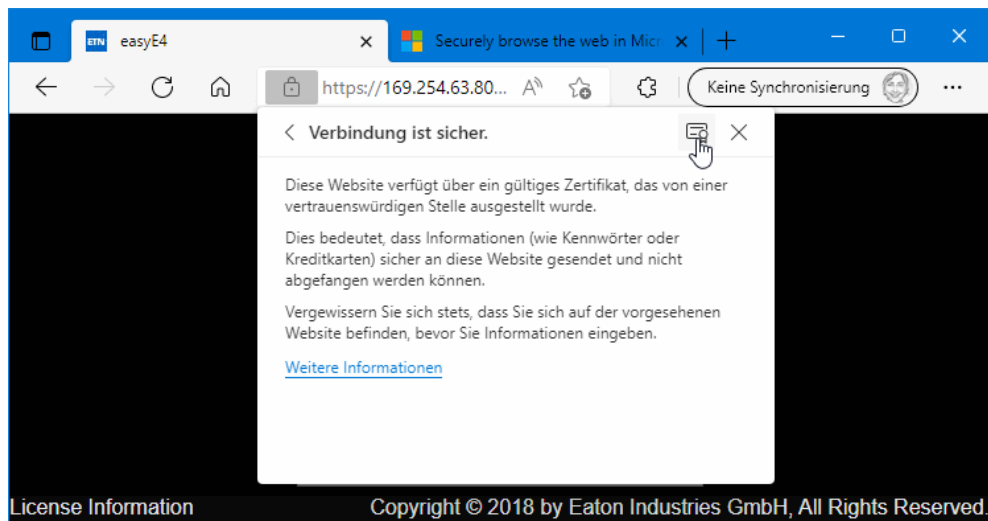 ETN easyE4
Securely browse the web in Micr
https://169.254.63.80... A
Keine Synchronisierung
Verbindung ist sicher.
Diese Website verfügt über ein gültiges Zertifikat, das von einer
vertrauenswürdigen Stelle ausgestellt wurde.
Dies bedeutet, dass Informationen (wie Kennwörter oder
Kreditkarten) sicher an diese Website gesendet und nicht
abgefangen werden können.
Vergewissern Sie sich stets, dass Sie sich auf der vorgesehenen
Website befinden, bevor Sie Informationen eingeben.
Weitere Informationen
License Information
Copyright © 2018 by Eaton Industries GmbH, All Rights Reserved.